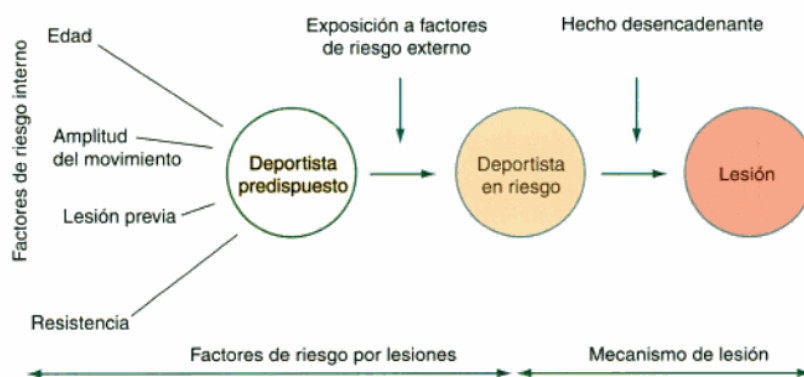 Factores de riesgo interno
Edad
Amplitud
del movimiento
Lesión previa
Resistencia
Deportista
predispuesto
Exposición a factores
de riesgo externo
Deportista
en riesgo
Hecho desencadenante
Lesión
Factores de riesgo por lesiones
Mecanismo de lesión